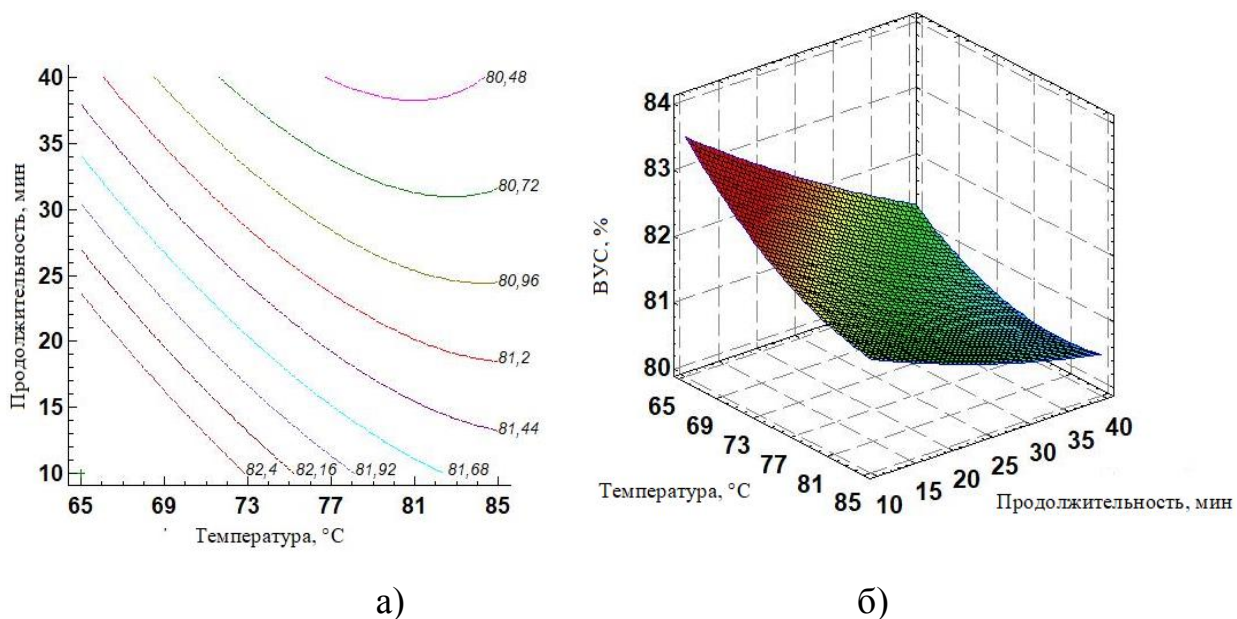 40
35
30
25
20
15
10
Продолжительность, мин
80,48
80,72
80,96
81,2
81,44
82,4 82,16 81,92 81,68
65 69 73 77 81 85
Температура, °C
84
83
82
81
80
ВУС, %
65
69
73
77
81
85
10 15 20 25 30 35 40
Температура, °C
Продолжительность, мин
а) б)